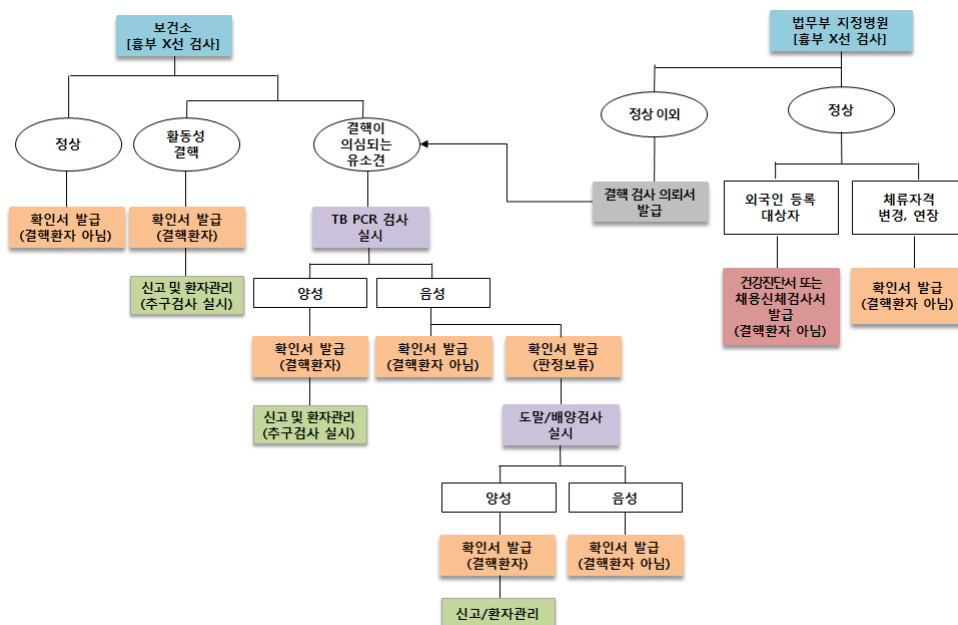 보건소
[흉부 X선 검사]
법무부 지정병원
[흉부 X선 검사]
정상
활동성
결핵
결핵이
의심되는
유소견
정상 이외
정상
확인서 발급
(결핵환자 아님)
확인서 발급
(결핵환자)
TB PCR 검사
실시
결핵 검사 의뢰서
발급
외국인 등록
대상자
체류자격
변경, 연장
신고 및 환자관리
(추구검사 실시)
양성
음성
건강진단서 또는
채용신체검사서
발급
(결핵환자 아님)
확인서 발급
(결핵환자 아님)
확인서 발급
(결핵환자)
확인서 발급
(결핵환자 아님)
확인서 발급
(판정보류)
신고 및 환자관리
(추구검사 실시)
도말/배양검사
실시
양성
음성
확인서 발급
(결핵환자)
확인서 발급
(결핵환자 아님)
신고/환자관리